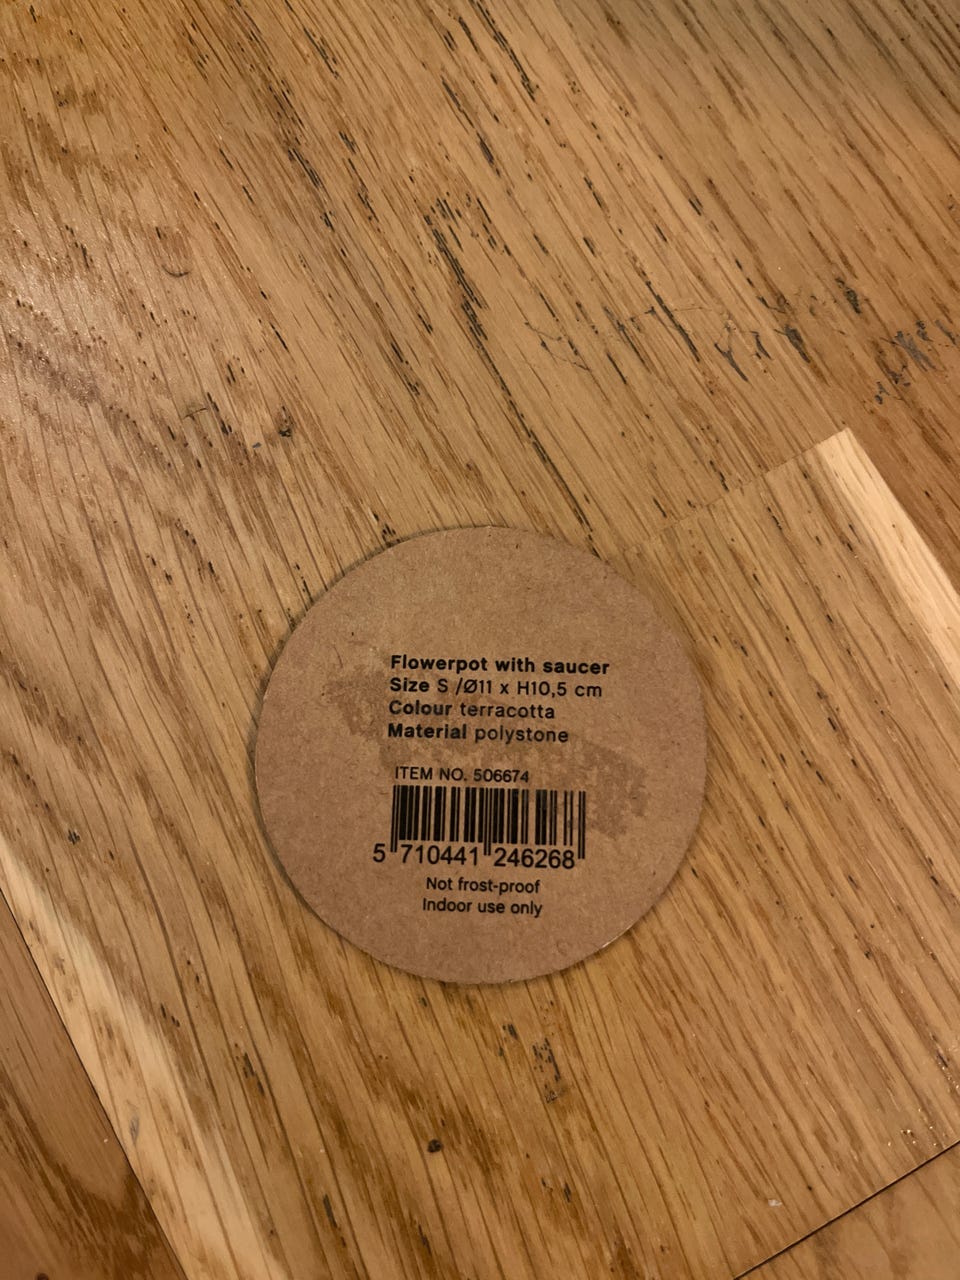 Flowerpot with saucer
Size S /Ø11 x H10,5 cm
Colour terracotta
Material polystone
ITEM NO. 506674
5 710441 246268
Not frost-proof
Indoor use only